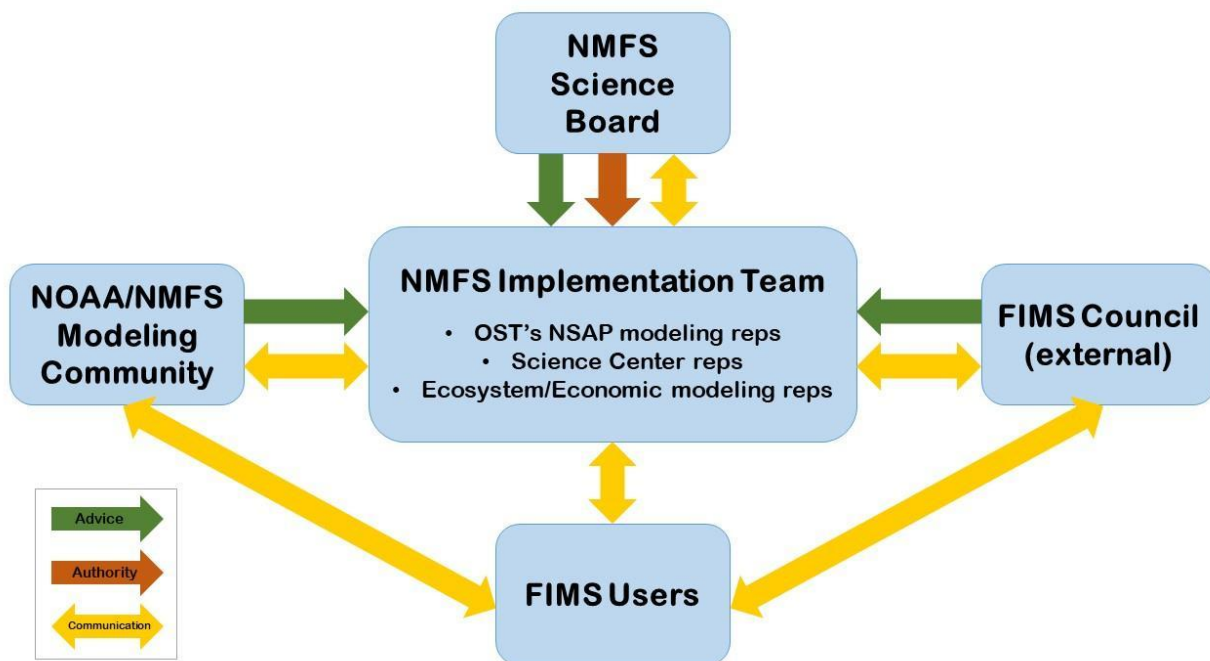 NMFS
Science
Board
NOAA/NMFS
Modeling
Community
NMFS Implementation Team
• OST's NSAP modeling reps
• Science Center reps
• Ecosystem/Economic modeling reps
FIMS Council
(external)
FIMS Users
Advice
Authority
Communication